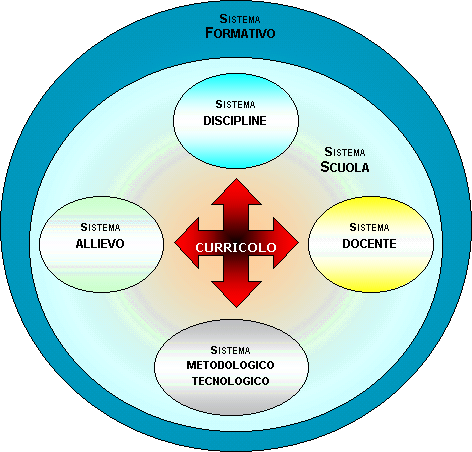 SISTEMA
FORMATIVO
SISTEMA
DISCIPLINE
SISTEMA
SCUOLA
SISTEMA
ALLIEVO
CURRICOLO
SISTEMA
DOCENTE
SISTEMA
METODOLOGICO
TECNOLOGICO